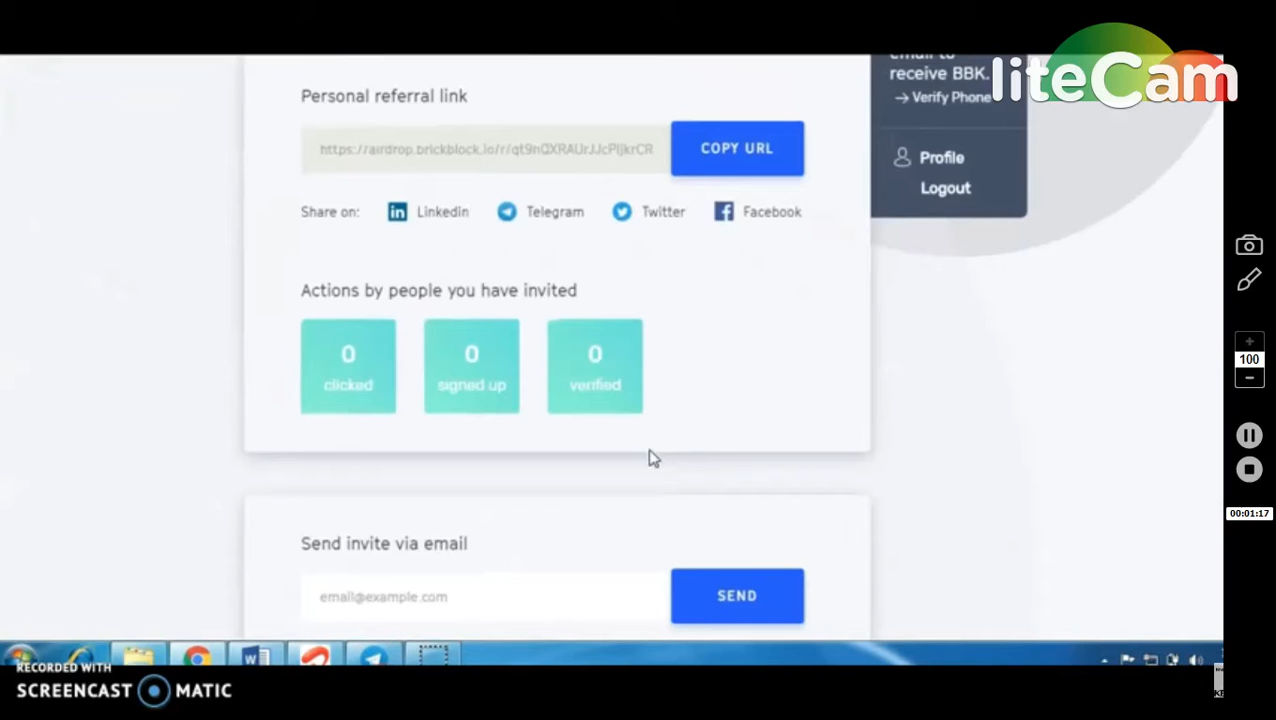 liteCam
email to
receive BBK.
→ Verify Phone
Profile
Logout
Personal referral link
COPY URL
Share on: LinkedIn Telegram Twitter Facebook
Actions by people you have invited
0 0 0
clicked signed up verified
Send invite via email
email@example.com SEND
100
00:01:17
RECORDED WITH
SCREENCAST MATIC